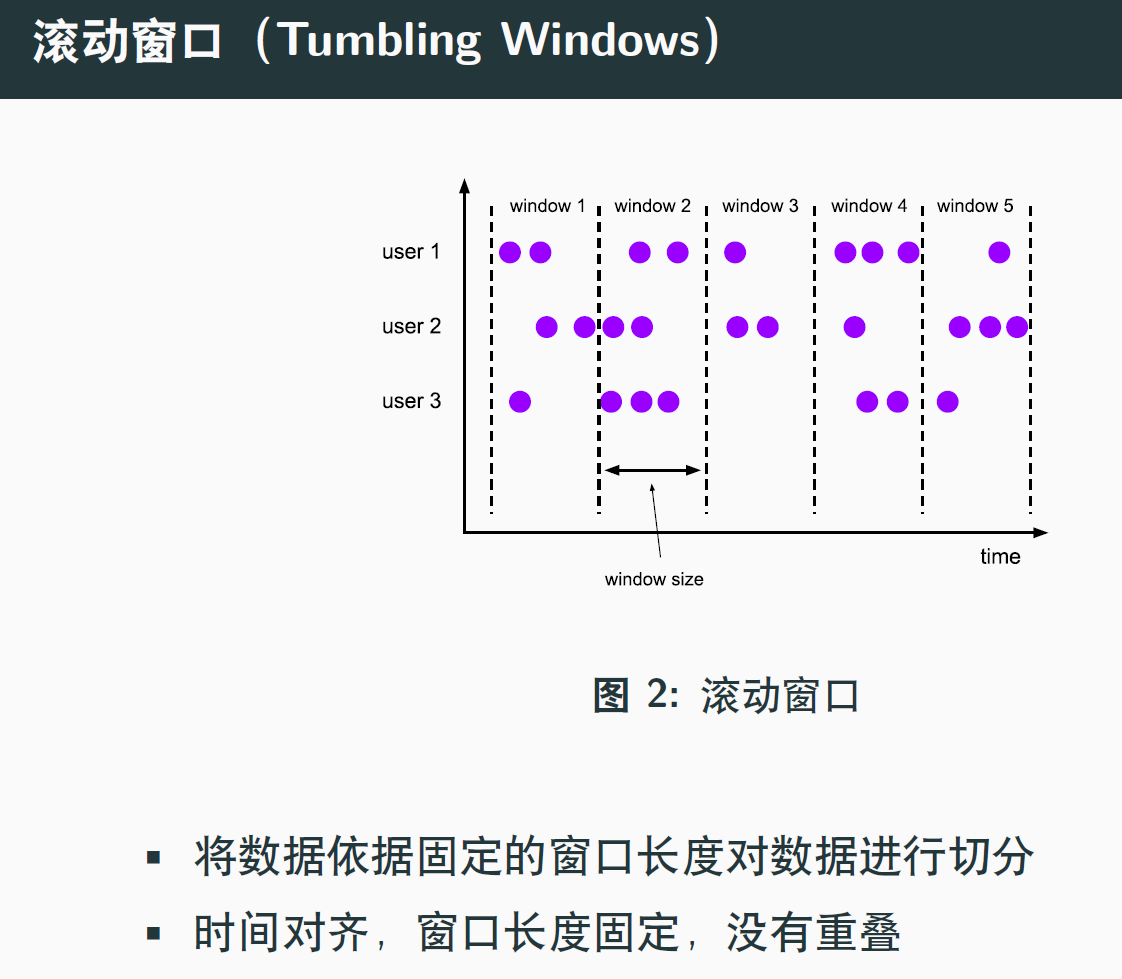 滚动窗口（Tumbling Windows）
window 1 window 2 window 3 window 4 window 5
user 1
user 2
user 3
time
window size
图 2: 滚动窗口
▪ 将数据依据固定的窗口长度对数据进行切分
▪ 时间对齐，窗口长度固定，没有重叠